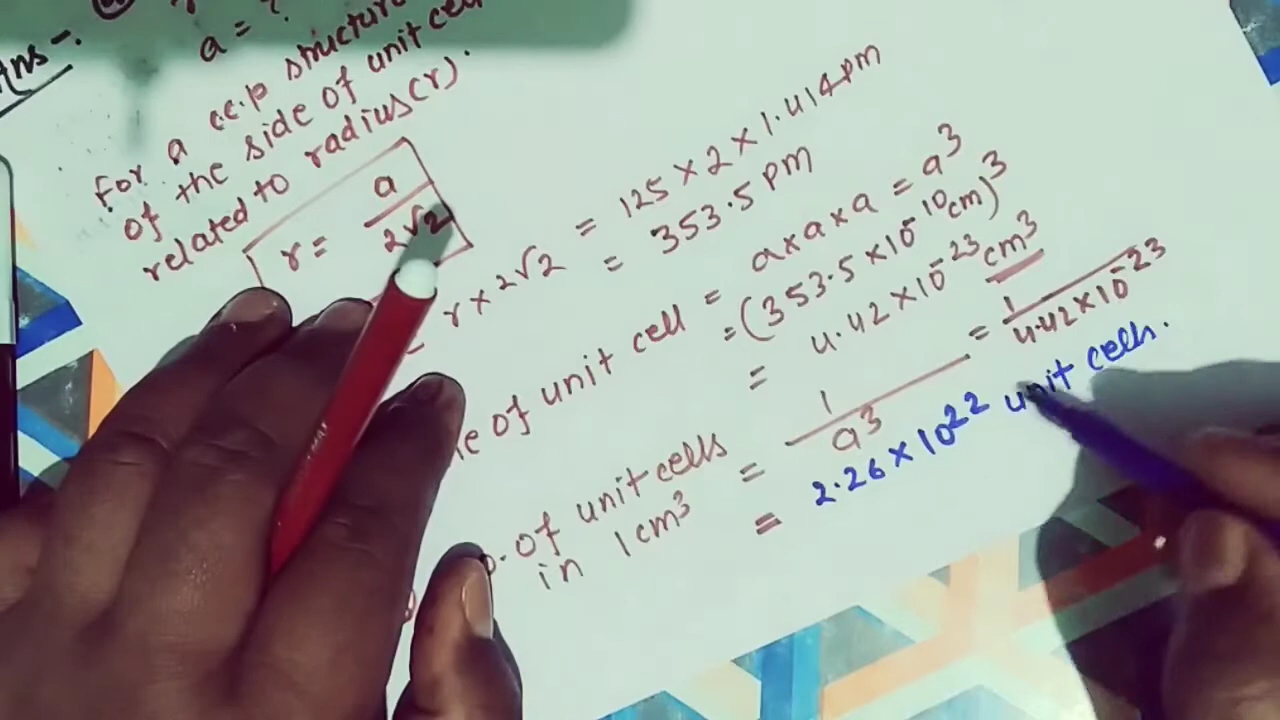 Ans -:
a = ?
For a c.c.p structure
of the side of unit cell
related to radius(r).
r = a / 2√2
r × 2√2 = 125 × 2 × 1.414 pm
= 353.5 pm
of unit cell = a × a × a = a³
= (353.5 × 10⁻¹⁰ cm)³
= 4.42 × 10⁻²³ cm³
of unit cells in 1 cm³ = 1 / a³ = 1 / 4.42 × 10⁻²³
= 2.26 × 10²² unit cells.